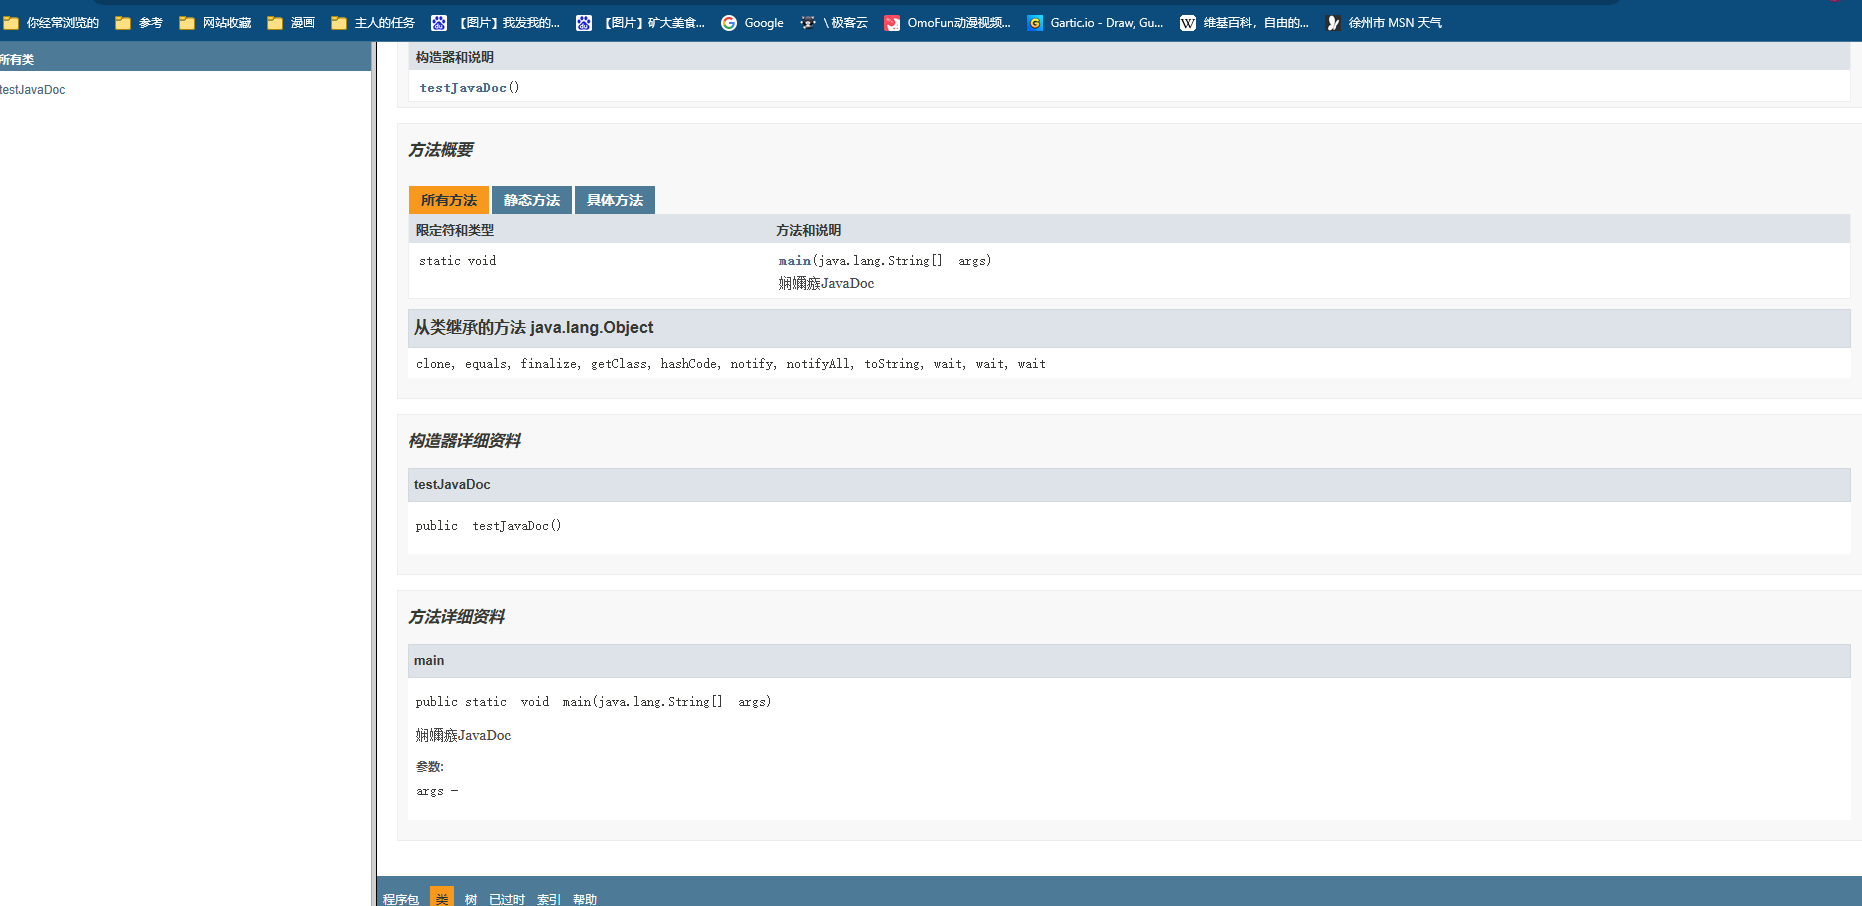 你经常浏览的 参考 网站收藏 漫画 主人的任务 【图片】我发我的... 【图片】矿大美食... Google \ 极客云 OmoFun动漫视频... Gartic.io - Draw, Gu... 维基百科，自由的... 徐州市 MSN 天气
所有类
testJavaDoc
构造器和说明
testJavaDoc()
方法概要
所有方法 静态方法 具体方法
限定符和类型 方法和说明
static void main(java.lang.String[] args)
娴嬭瘯JavaDoc
从类继承的方法 java.lang.Object
clone, equals, finalize, getClass, hashCode, notify, notifyAll, toString, wait, wait, wait
构造器详细资料
testJavaDoc
public testJavaDoc()
方法详细资料
main
public static void main(java.lang.String[] args)
娴嬭瘯JavaDoc
参数:
args -
程序包 类 树 已过时 索引 帮助